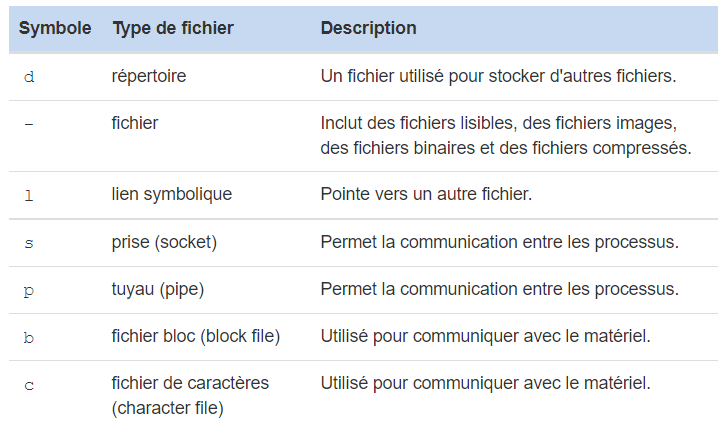 Symbole Type de fichier Description
d répertoire Un fichier utilisé pour stocker d'autres fichiers.
- fichier Inclut des fichiers lisibles, des fichiers images,
des fichiers binaires et des fichiers compressés.
l lien symbolique Pointe vers un autre fichier.
s prise (socket) Permet la communication entre les processus.
p tuyau (pipe) Permet la communication entre les processus.
b fichier bloc (block file) Utilisé pour communiquer avec le matériel.
c fichier de caractères Utilisé pour communiquer avec le matériel.
(character file)